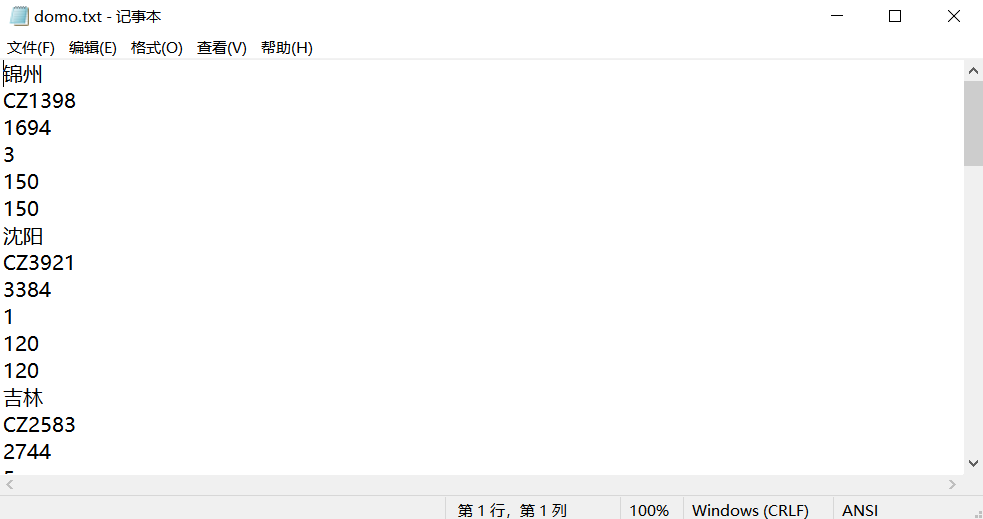 domo.txt - 记事本
文件(F) 编辑(E) 格式(O) 查看(V) 帮助(H)
锦州
CZ1398
1694
3
150
150
沈阳
CZ3921
3384
1
120
120
吉林
CZ2583
2744
第 1 行，第 1 列 100% Windows (CRLF) ANSI